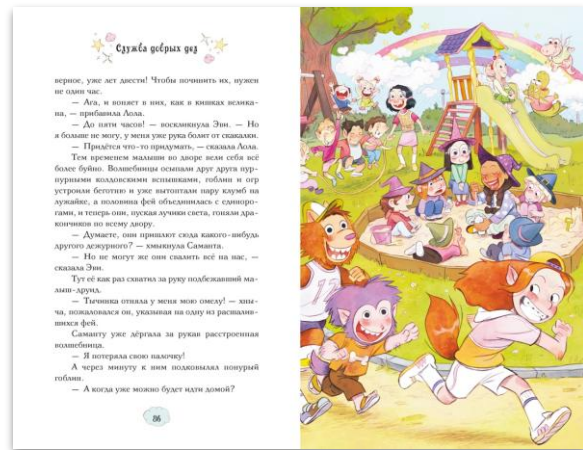 Служба добрых дел
верное, уже лет двести! Чтобы починить их, нужен
не один час.
— Ага, и воняет в них, как в кишках велика-
на, — прибавила Лола.
— До пяти часов! — воскликнула Эви. — Но
я больше не могу, у меня уже рука болит от скакалки.
— Придётся что-то придумать, — сказала Лола.
Тем временем малыши во дворе вели себя всё
более буйно. Волшебницы осыпали друг друга пур-
пурными колдовскими вспышками, гоблин и огр
устроили беготню и уже вытоптали пару клумб на
лужайке, а половина фей объединилась с единоро-
гами, и теперь они, пуская лучики света, гоняли дра-
кончиков по всему двору.
— Думаете, они пришлют сюда какого-нибудь
другого дежурного? — хмыкнула Саманта.
— Но не могут же они свалить всё на нас, —
сказала Эви.
Тут её как раз схватил за руку подбежавший ма-
лыш-друид.
— Тычинка отняла у меня мою омелу! — хны-
ча, пожаловался он, указывая на одну из расшалив-
шихся фей.
Саманту уже дёргала за рукав расстроенная
волшебница.
— Я потеряла свою палочку!
А через минуту к ним подковылял понурый
гоблин.
— А когда уже можно будет идти домой?
86